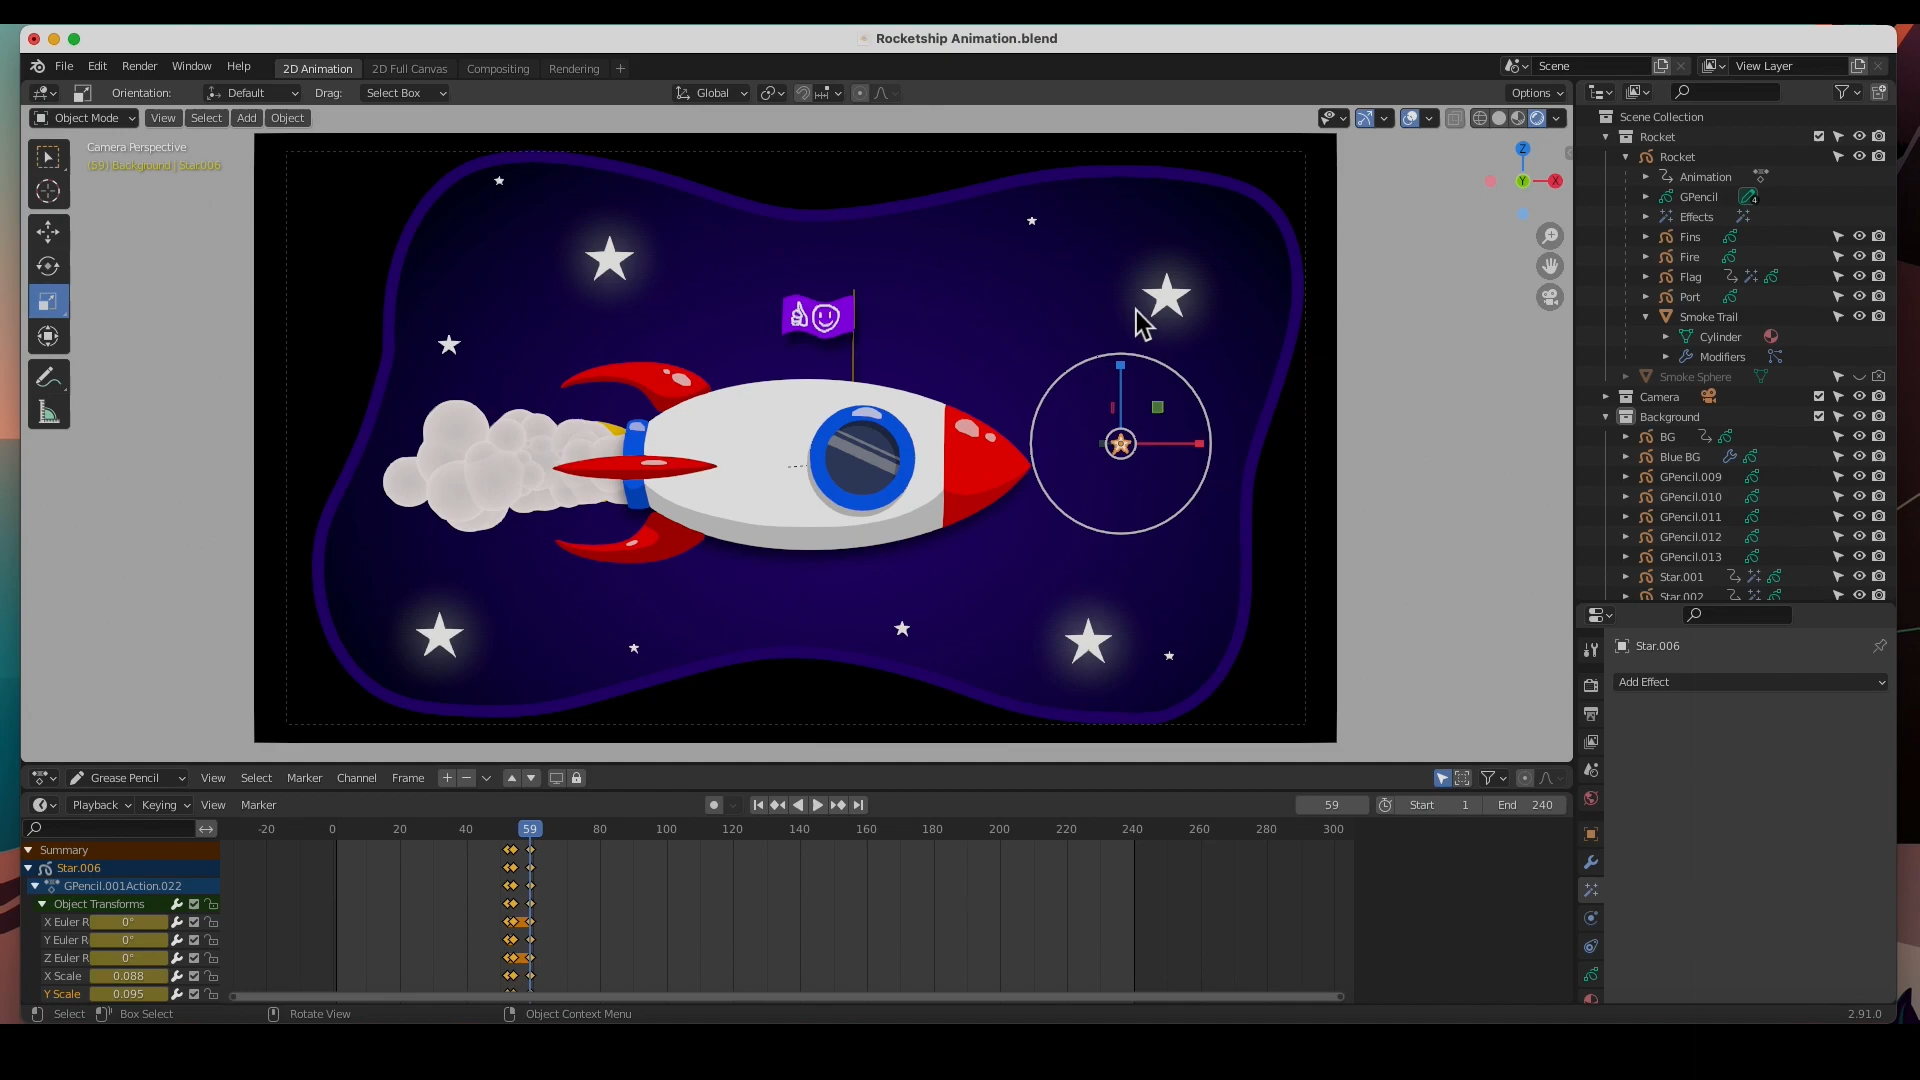 Rocketship Animation.blend
File Edit Render Window Help 2D Animation 2D Full Canvas Compositing Rendering + Scene View Layer
Orientation: Default Drag: Select Box Global Options
Object Mode View Select Add Object
Camera Perspective
(59) Background | Star.006
Z
Y
X
Scene Collection
Rocket
Rocket
Animation
GPencil 4
Effects
Fins
Fire
Flag
Port
Smoke Trail
Cylinder
Modifiers
Smoke Sphere
Camera
Background
BG
Blue BG
GPencil.009
GPencil.010
GPencil.011
GPencil.012
GPencil.013
Star.001
Star.002
Star.006
Add Effect
Grease Pencil View Select Marker Channel Frame
Playback Keying View Marker 59 Start 1 End 240
-20 0 20 40 59 80 100 120 140 160 180 200 220 240 260 280 300
Summary
Star.006
GPencil.001Action.022
Object Transforms
X Euler R 0°
Y Euler R 0°
Z Euler R 0°
X Scale 0.088
Y Scale 0.095
Select Box Select Rotate View Object Context Menu 2.91.0